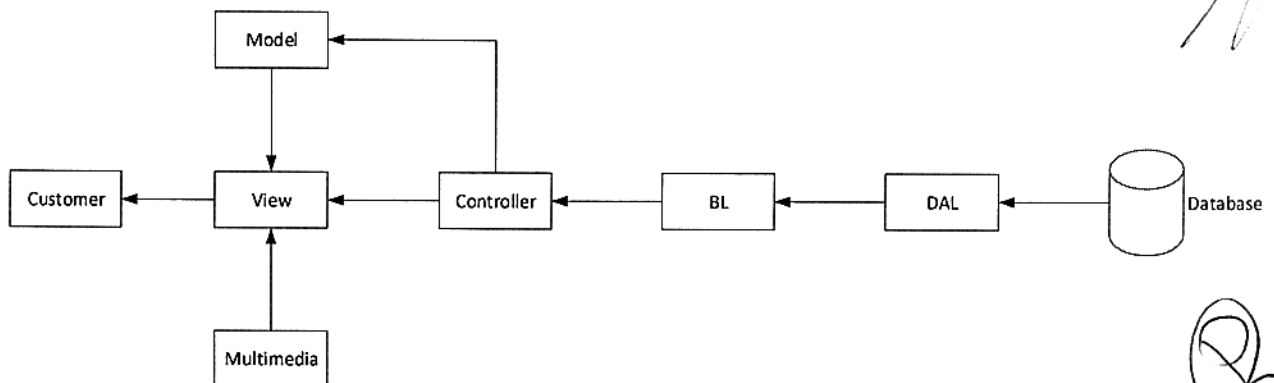 Model
Customer
View
Controller
BL
DAL
Database
Multimedia